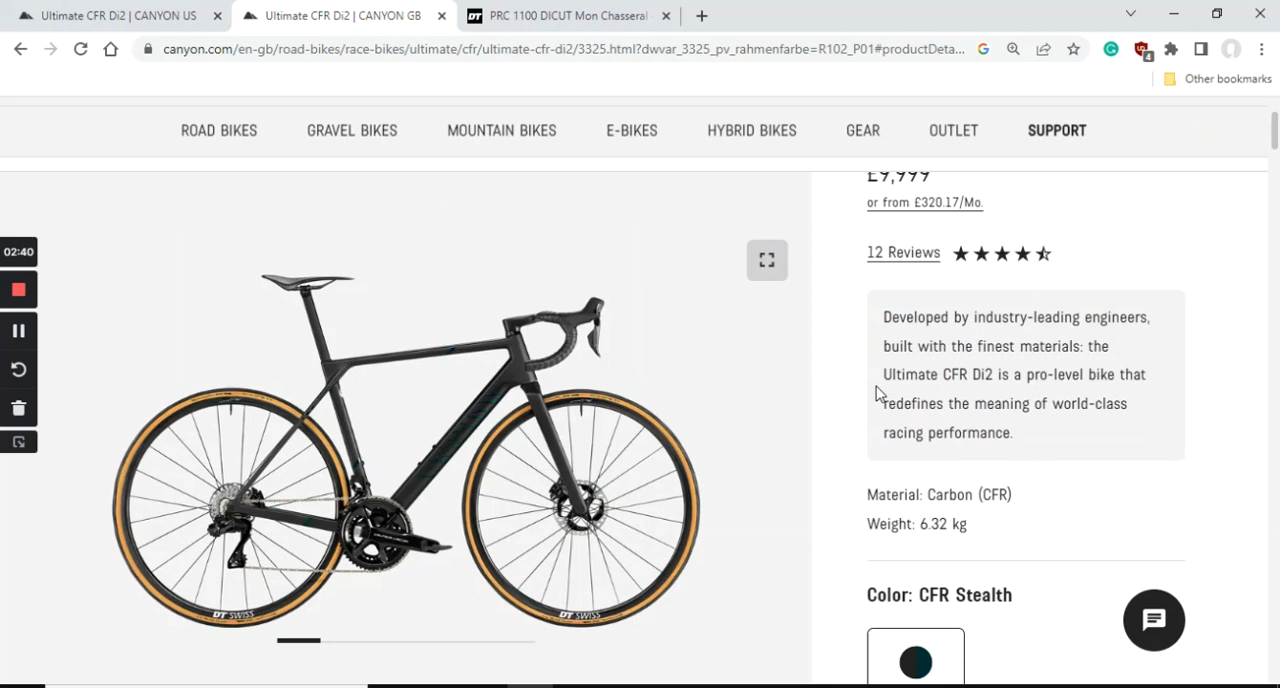 Ultimate CFR Di2 | CANYON US
Ultimate CFR Di2 | CANYON GB
PRC 1100 DICUT Mon Chasseral
canyon.com/en-gb/road-bikes/race-bikes/ultimate/cfr/ultimate-cfr-di2/3325.html?dwvar_3325_pv_rahmenfarbe=R102_P01#productDeta...
4
Other bookmarks
ROAD BIKES GRAVEL BIKES MOUNTAIN BIKES E-BIKES HYBRID BIKES GEAR OUTLET SUPPORT
£9,999
or from £320.17/Mo.
02:40
12 Reviews
Developed by industry-leading engineers,
built with the finest materials: the
Ultimate CFR Di2 is a pro-level bike that
redefines the meaning of world-class
racing performance.
Material: Carbon (CFR)
Weight: 6.32 kg
Color: CFR Stealth
DT SWISS
DT SWISS